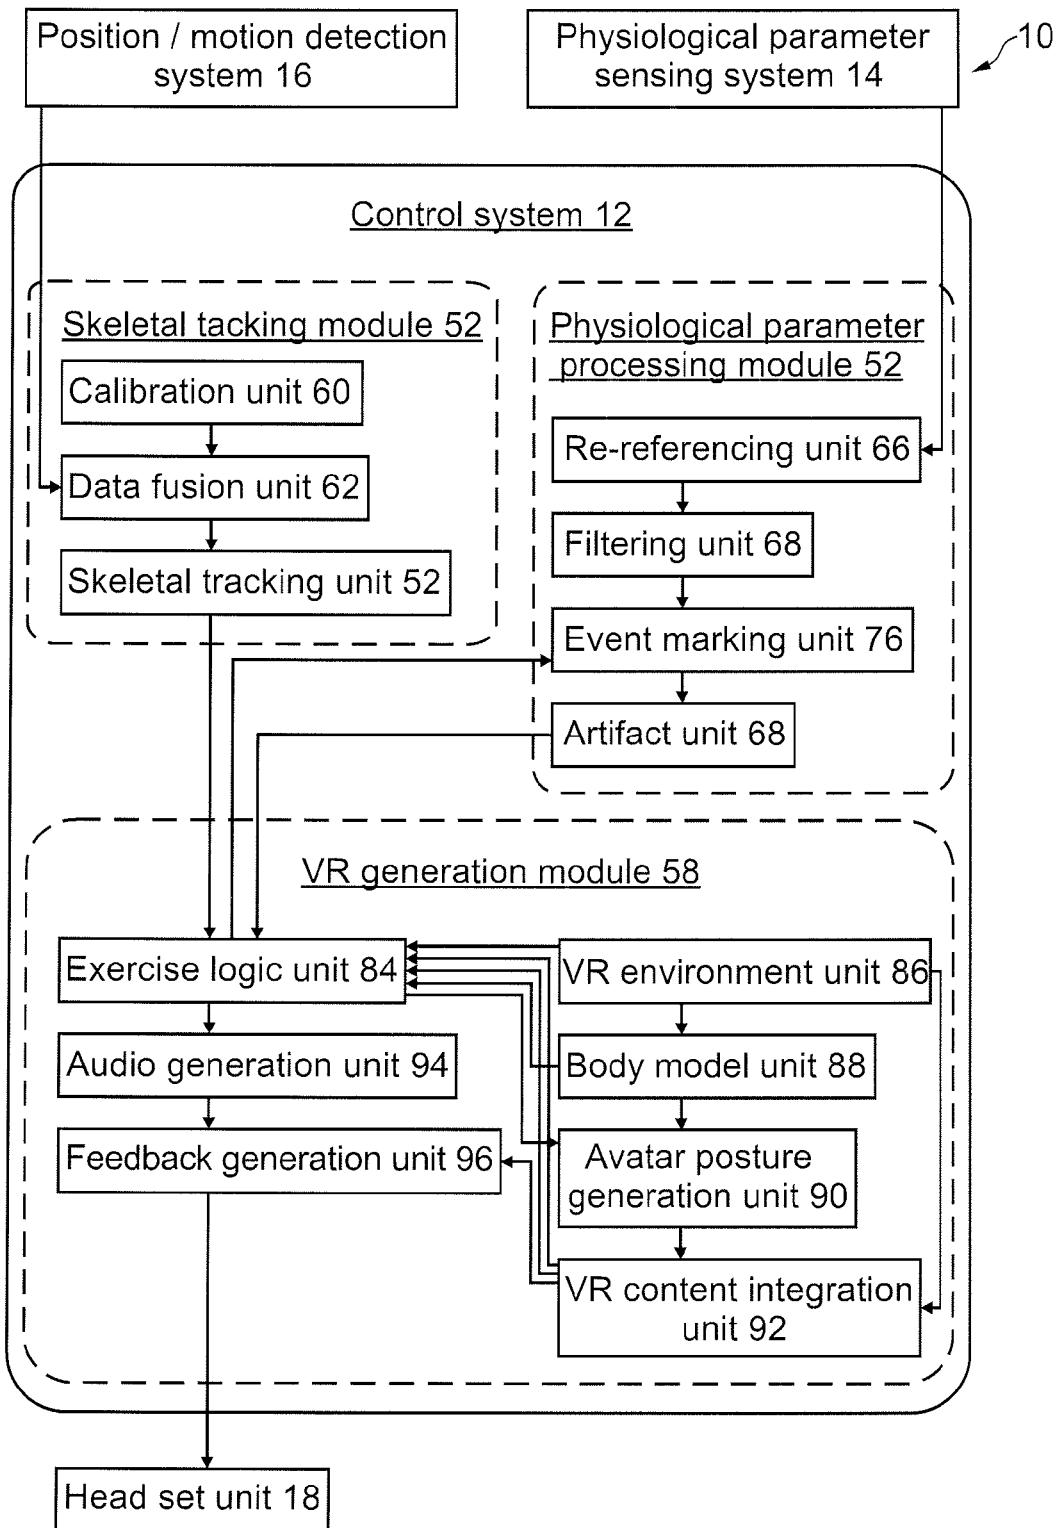 Position / motion detection
system 16
Physiological parameter
sensing system 14
10
Control system 12
Skeletal tacking module 52
Calibration unit 60
Data fusion unit 62
Skeletal tracking unit 52
Physiological parameter
processing module 52
Re-referencing unit 66
Filtering unit 68
Event marking unit 76
Artifact unit 68
VR generation module 58
Exercise logic unit 84
Audio generation unit 94
Feedback generation unit 96
VR environment unit 86
Body model unit 88
Avatar posture
generation unit 90
VR content integration
unit 92
Head set unit 18